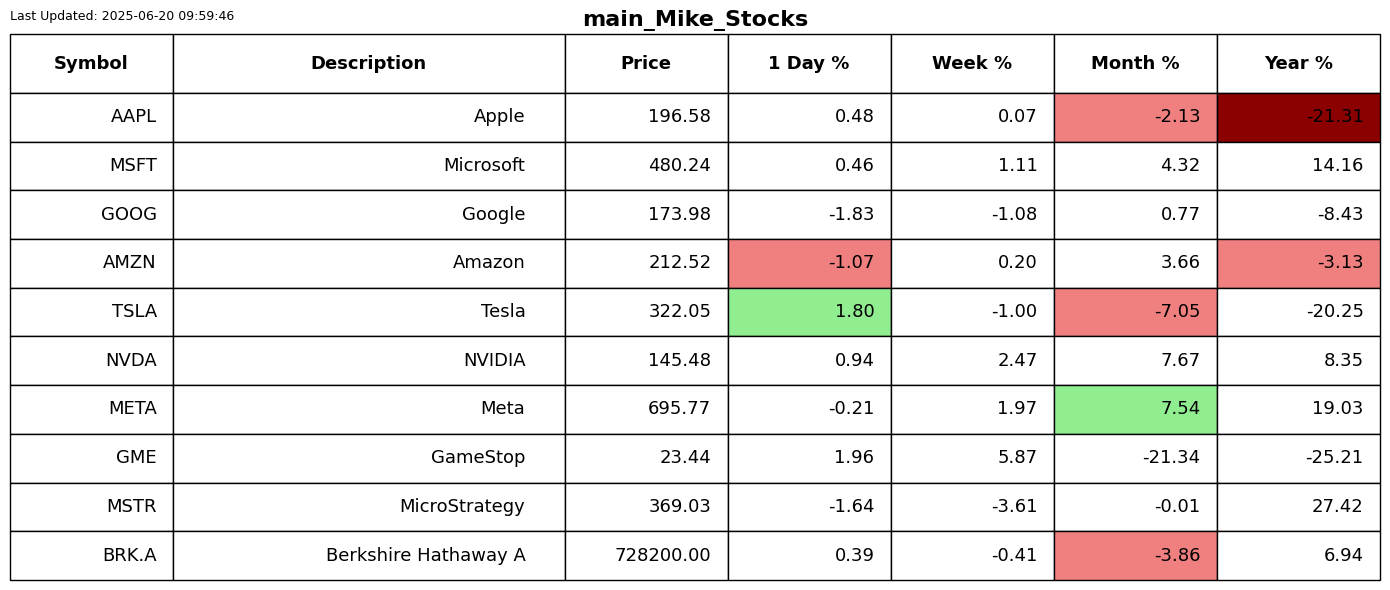 Last Updated: 2025-06-20 09:59:46
main_Mike_Stocks
Symbol Description Price 1 Day % Week % Month % Year %
AAPL Apple 196.58 0.48 0.07 -2.13 -21.31
MSFT Microsoft 480.24 0.46 1.11 4.32 14.16
GOOG Google 173.98 -1.83 -1.08 0.77 -8.43
AMZN Amazon 212.52 -1.07 0.20 3.66 -3.13
TSLA Tesla 322.05 1.80 -1.00 -7.05 -20.25
NVDA NVIDIA 145.48 0.94 2.47 7.67 8.35
META Meta 695.77 -0.21 1.97 7.54 19.03
GME GameStop 23.44 1.96 5.87 -21.34 -25.21
MSTR MicroStrategy 369.03 -1.64 -3.61 -0.01 27.42
BRK.A Berkshire Hathaway A 728200.00 0.39 -0.41 -3.86 6.94